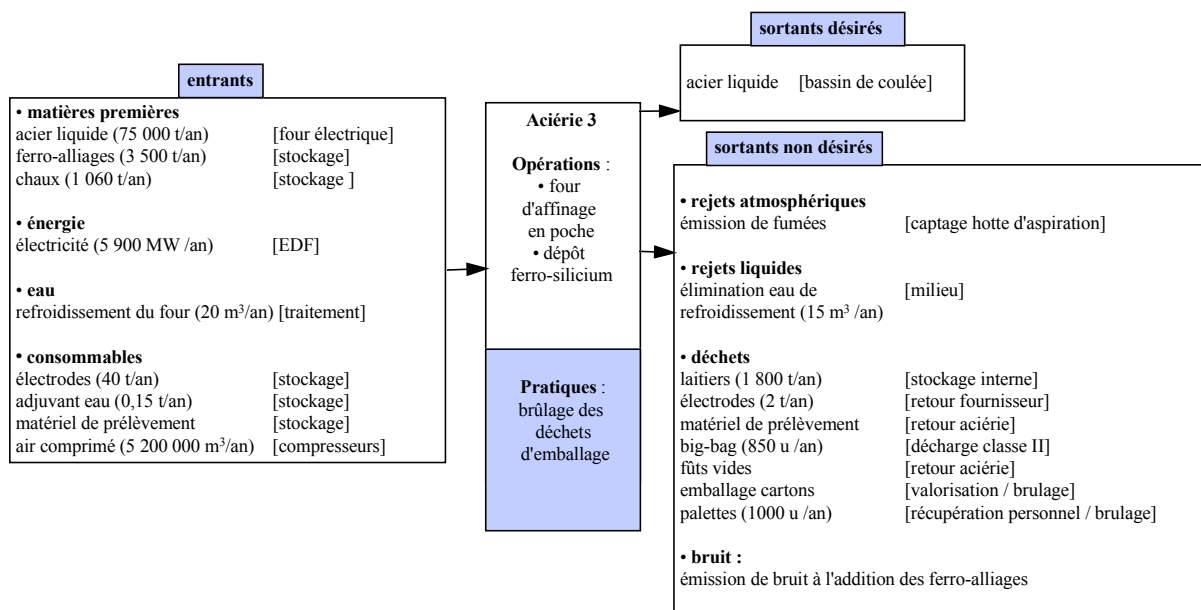 entrants
• matières premières
acier liquide (75 000 t/an) [four électrique]
ferro-alliages (3 500 t/an) [stockage]
chaux (1 060 t/an) [stockage ]
• énergie
électricité (5 900 MW /an) [EDF]
• eau
refroidissement du four (20 m³/an) [traitement]
• consommables
électrodes (40 t/an) [stockage]
adjuvant eau (0,15 t/an) [stockage]
matériel de prélèvement [stockage]
air comprimé (5 200 000 m³/an) [compresseurs]
Aciérie 3
Opérations :
• four
d'affinage
en poche
• dépôt
ferro-silicium
Pratiques :
brûlage des
déchets
d'emballage
sortants désirés
acier liquide [bassin de coulée]
sortants non désirés
• rejets atmosphériques
émission de fumées [captage hotte d'aspiration]
• rejets liquides
élimination eau de [milieu]
refroidissement (15 m³ /an)
• déchets
laitiers (1 800 t/an) [stockage interne]
électrodes (2 t/an) [retour fournisseur]
matériel de prélèvement [retour aciérie]
big-bag (850 u /an) [décharge classe II]
fûts vides [retour aciérie]
emballage cartons [valorisation / brulage]
palettes (1000 u /an) [récupération personnel / brulage]
• bruit :
émission de bruit à l'addition des ferro-alliages